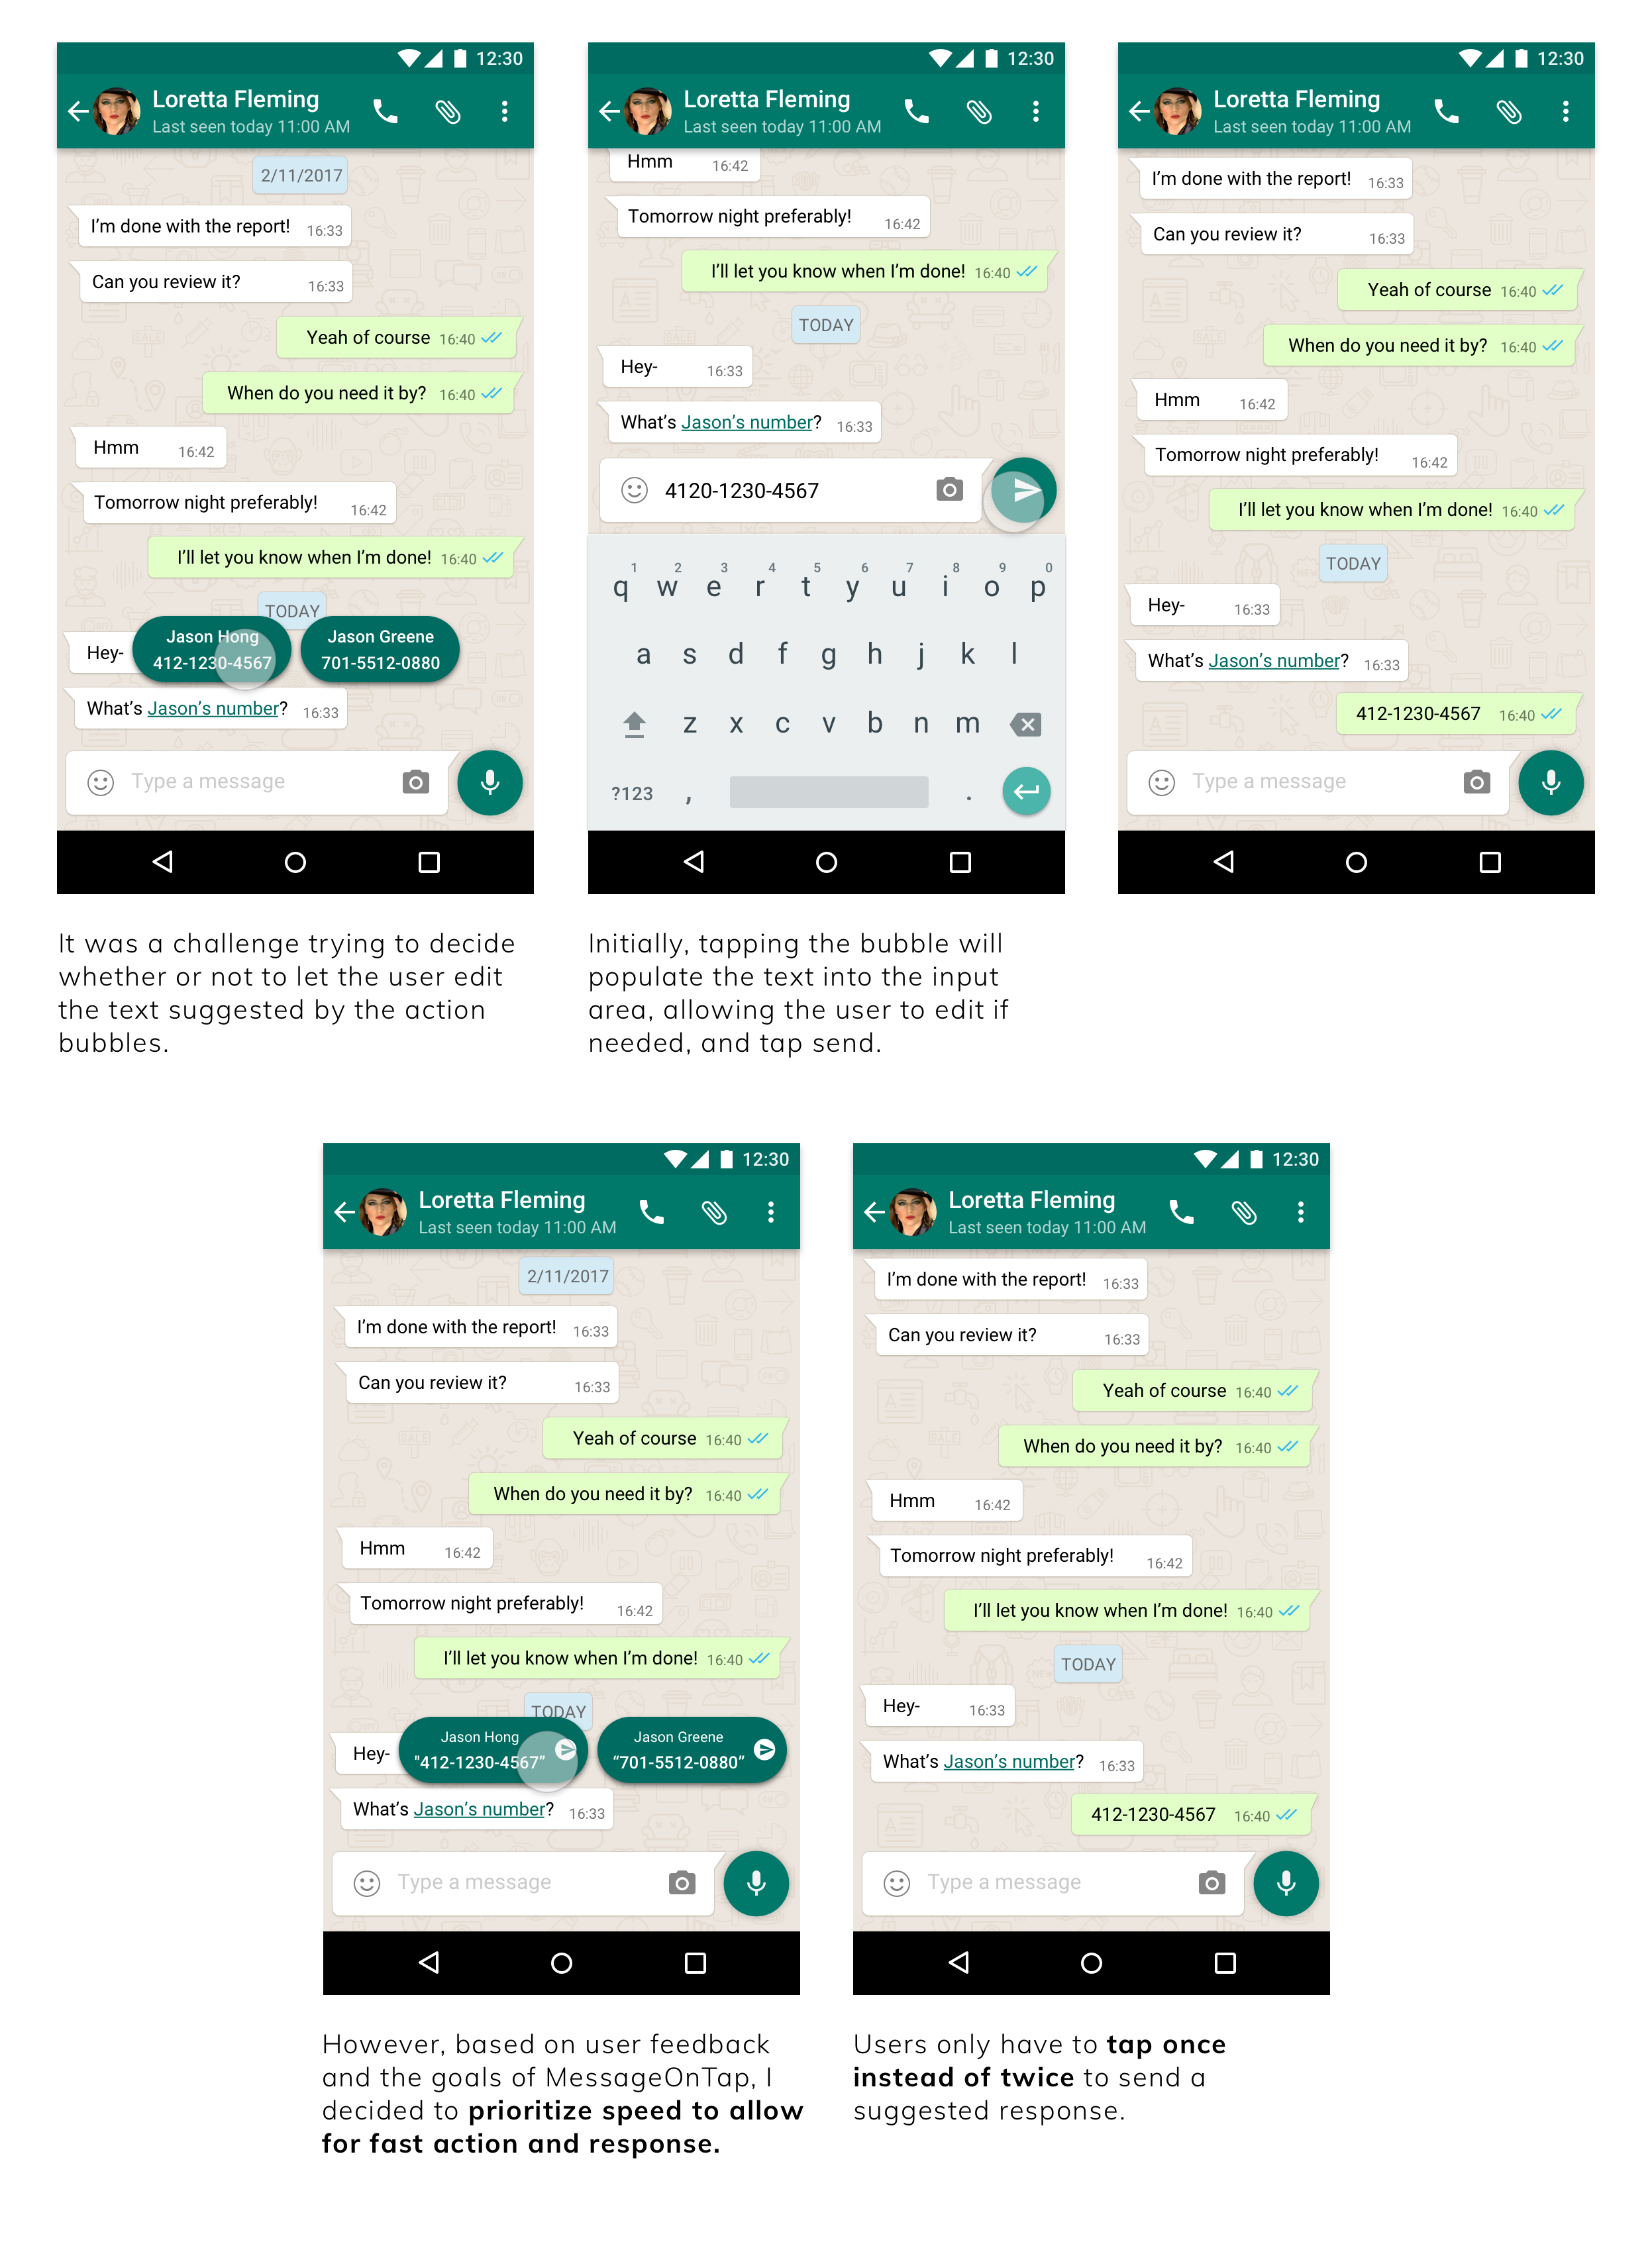 12:30
Loretta Fleming
Last seen today 11:00 AM
2/11/2017
I'm done with the report! 16:33
Can you review it? 16:33
Yeah of course 16:40
When do you need it by? 16:40
Hmm 16:42
Tomorrow night preferably! 16:42
I'll let you know when I'm done! 16:40
TODAY
Jason Hong Jason Greene
Hey- 412-1230-4567 701-5512-0880
What's Jason's number? 16:33
Type a message
It was a challenge trying to decide
whether or not to let the user edit
the text suggested by the action
bubbles.
12:30
Loretta Fleming
Last seen today 11:00 AM
Hmm 16:42
Tomorrow night preferably! 16:42
I'll let you know when I'm done! 16:40
TODAY
Hey- 16:33
What's Jason's number? 16:33
4120-1230-4567
1 2 3 4 5 6 7 8 9 0
q w e r t y u i o p
a s d f g h j k l
z x c v b n m
?123 , .
Initially, tapping the bubble will
populate the text into the input
area, allowing the user to edit if
needed, and tap send.
12:30
Loretta Fleming
Last seen today 11:00 AM
I'm done with the report! 16:33
Can you review it? 16:33
Yeah of course 16:40
When do you need it by? 16:40
Hmm 16:42
Tomorrow night preferably! 16:42
I'll let you know when I'm done! 16:40
TODAY
Hey- 16:33
What's Jason's number? 16:33
412-1230-4567 16:40
Type a message
12:30
Loretta Fleming
Last seen today 11:00 AM
2/11/2017
I'm done with the report! 16:33
Can you review it? 16:33
Yeah of course 16:40
When do you need it by? 16:40
Hmm 16:42
Tomorrow night preferably! 16:42
I'll let you know when I'm done! 16:40
TODAY
Jason Hong Jason Greene
Hey- "412-1230-4567" "701-5512-0880"
What's Jason's number? 16:33
Type a message
However, based on user feedback
and the goals of MessageOnTap, I
decided to prioritize speed to allow
for fast action and response.
12:30
Loretta Fleming
Last seen today 11:00 AM
I'm done with the report! 16:33
Can you review it? 16:33
Yeah of course 16:40
When do you need it by? 16:40
Hmm 16:42
Tomorrow night preferably! 16:42
I'll let you know when I'm done! 16:40
TODAY
Hey- 16:33
What's Jason's number? 16:33
412-1230-4567 16:40
Type a message
Users only have to tap once
instead of twice to send a
suggested response.